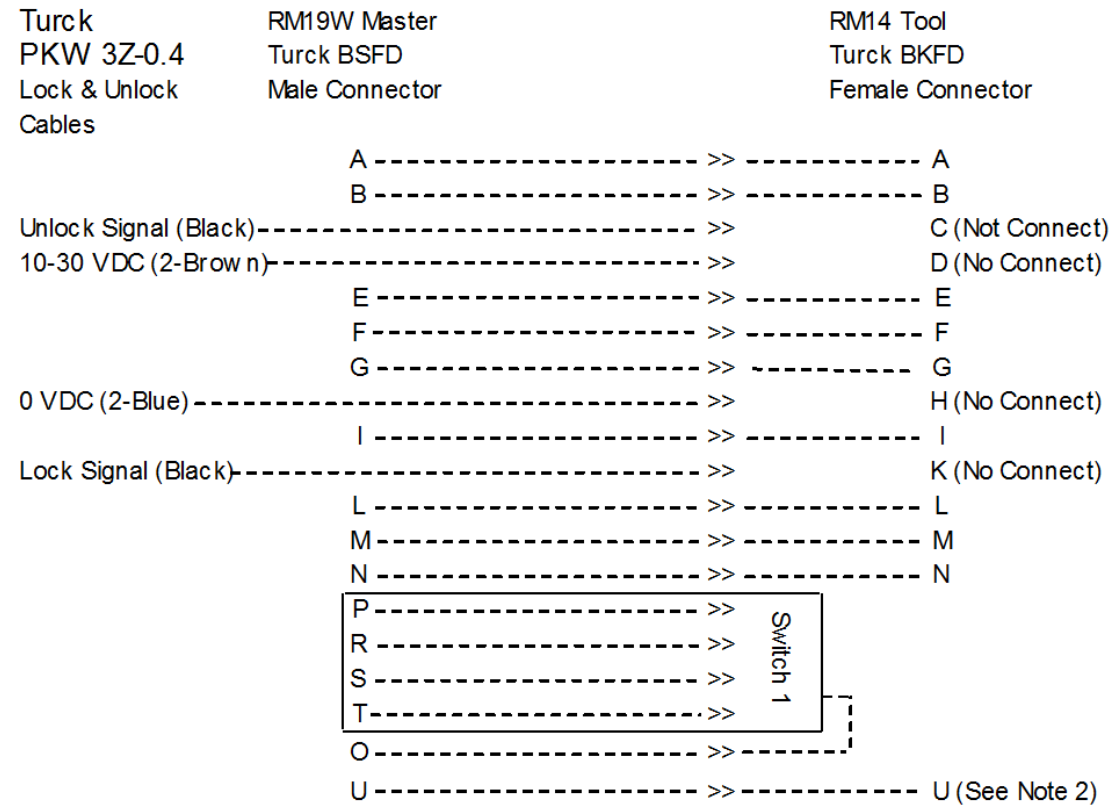 Turck RM19W Master RM14 Tool
PKW 3Z-0.4 Turck BSFD Turck BKFD
Lock & Unlock Male Connector Female Connector
Cables
A >> A
B >> B
Unlock Signal (Black) >> C (Not Connect)
10-30 VDC (2-Brown) >> D (No Connect)
E >> E
F >> F
G >> G
0 VDC (2-Blue) >> H (No Connect)
I >> I
Lock Signal (Black) >> K (No Connect)
L >> L
M >> M
N >> N
P >>
R >>
S >>
T >>
Switch 1
O >>
U >> U (See Note 2)